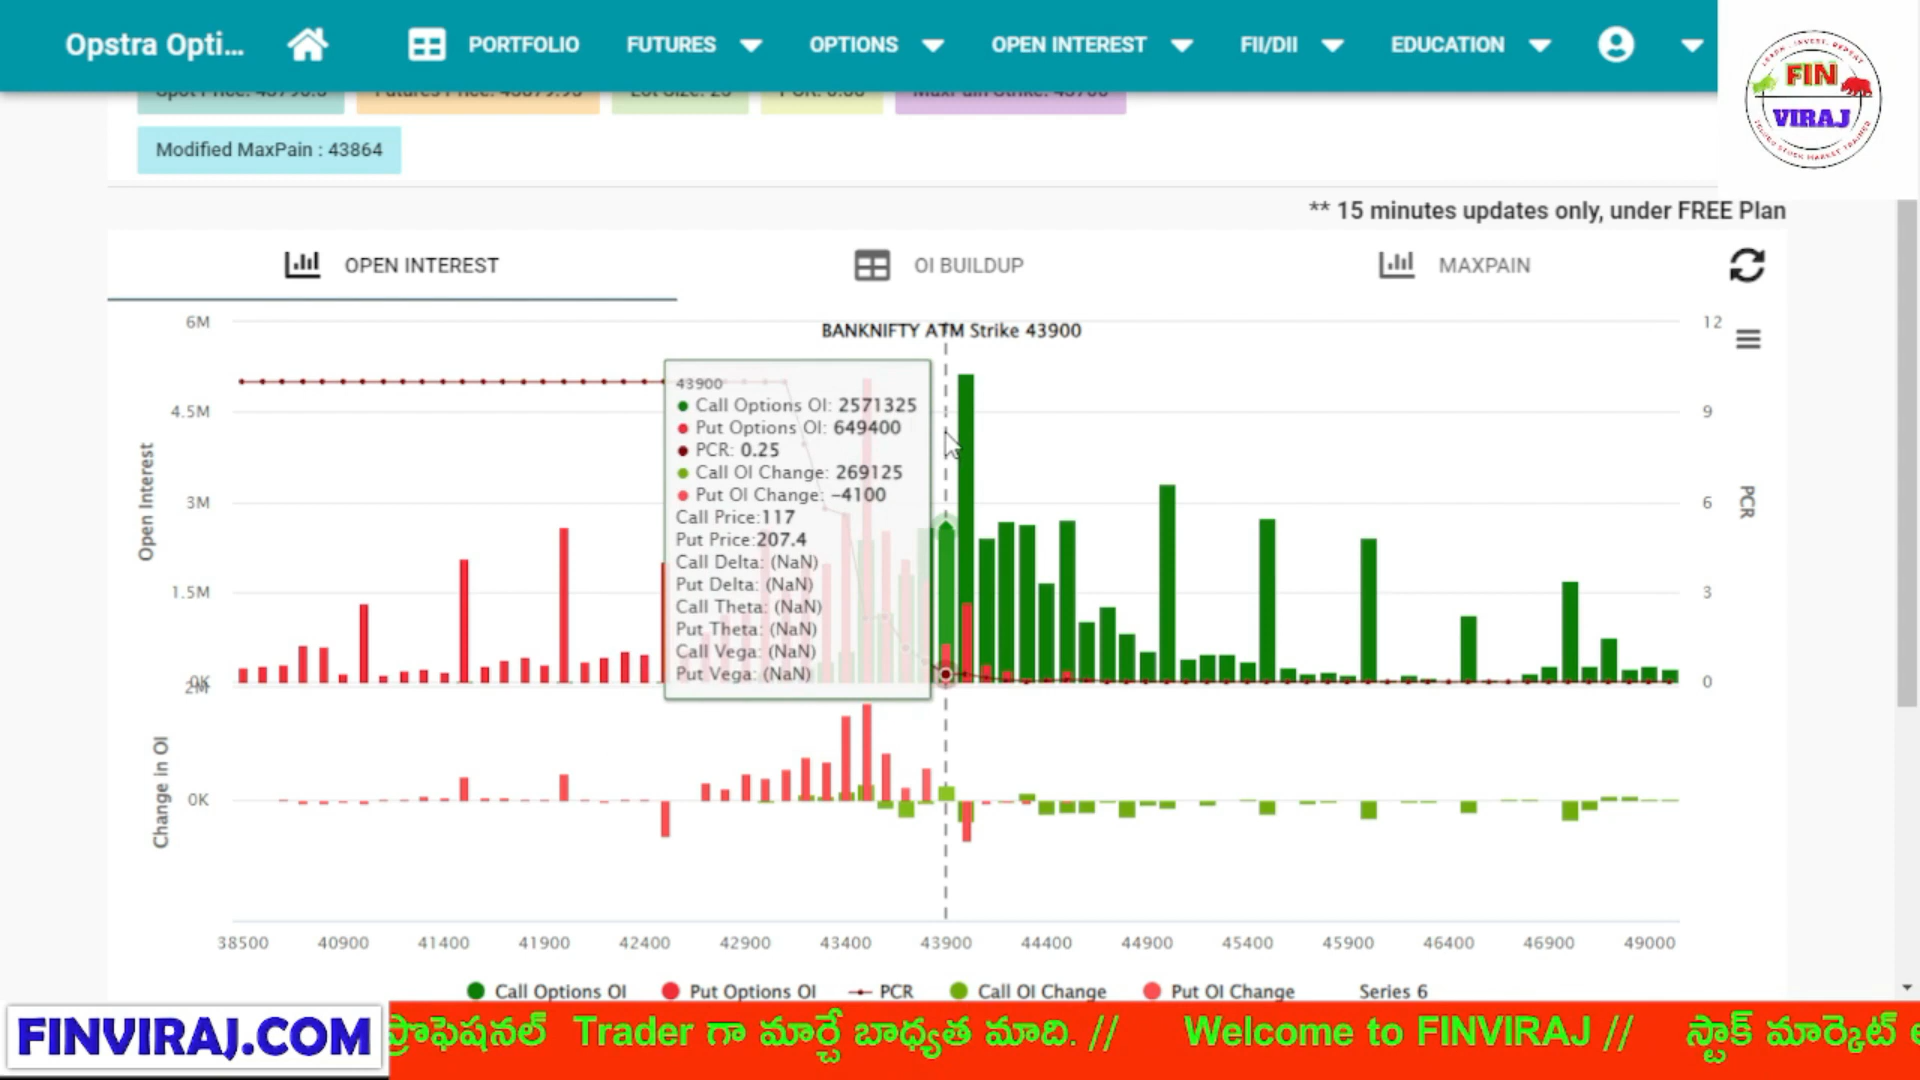 Opstra Opti...
PORTFOLIO
FUTURES
OPTIONS
OPEN INTEREST
FII/DII
EDUCATION
LEARN . INVEST. REPEAT
FIN
VIRAJ
Modified MaxPain : 43864
** 15 minutes updates only, under FREE Plan
OPEN INTEREST
OI BUILDUP
MAXPAIN
BANKNIFTY ATM Strike 43900
6M
4.5M
3M
1.5M
0K
Open Interest
12
9
6
3
0
PCR
43900
Call Options OI: 2571325
Put Options OI: 649400
PCR: 0.25
Call OI Change: 269125
Put OI Change: -4100
Call Price:117
Put Price:207.4
Call Delta: (NaN)
Put Delta: (NaN)
Call Theta: (NaN)
Put Theta: (NaN)
Call Vega: (NaN)
Put Vega: (NaN)
2M
0K
Change in OI
38500 40900 41400 41900 42400 42900 43400 43900 44400 44900 45400 45900 46400 46900 49000
Call Options OI
Put Options OI
PCR
Call OI Change
Put OI Change
Series 6
FINVIRAJ.COM
ప్రొఫెషనల్ Trader గా మార్చే బాధ్యత మాది. // Welcome to FINVIRAJ // స్టాక్ మార్కెట్